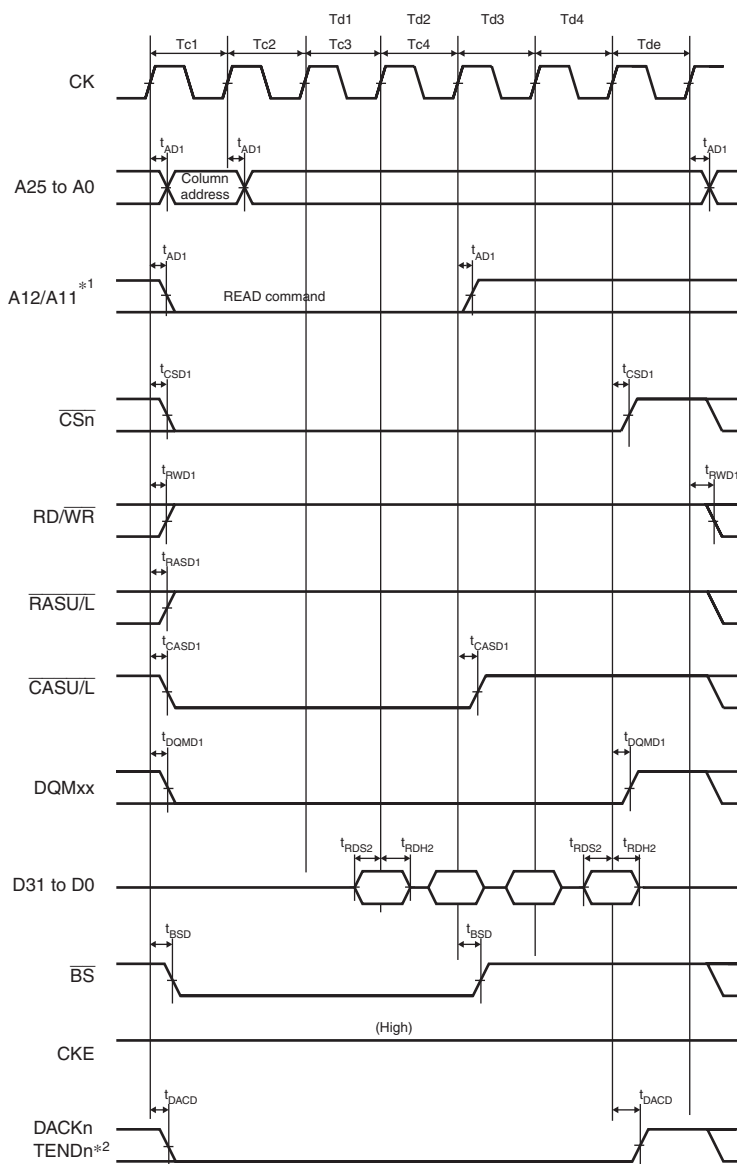 Td1 Td2 Td3 Td4
Tc1 Tc2 Tc3 Tc4 Tde
CK
tAD1 tAD1 tAD1
A25 to A0
Column
address
tAD1 tAD1
A12/A11*1
READ command
tCSD1 tCSD1
CSn
tRWD1 tRWD1
RD/WR
tRASD1
RASU/L
tCASD1 tCASD1
CASU/L
tDQMD1 tDQMD1
DQMxx
tRDS2 tRDH2 tRDS2 tRDH2
D31 to D0
tBSD tBSD
BS
(High)
CKE
tDACD tDACD
DACKn
TENDn*2